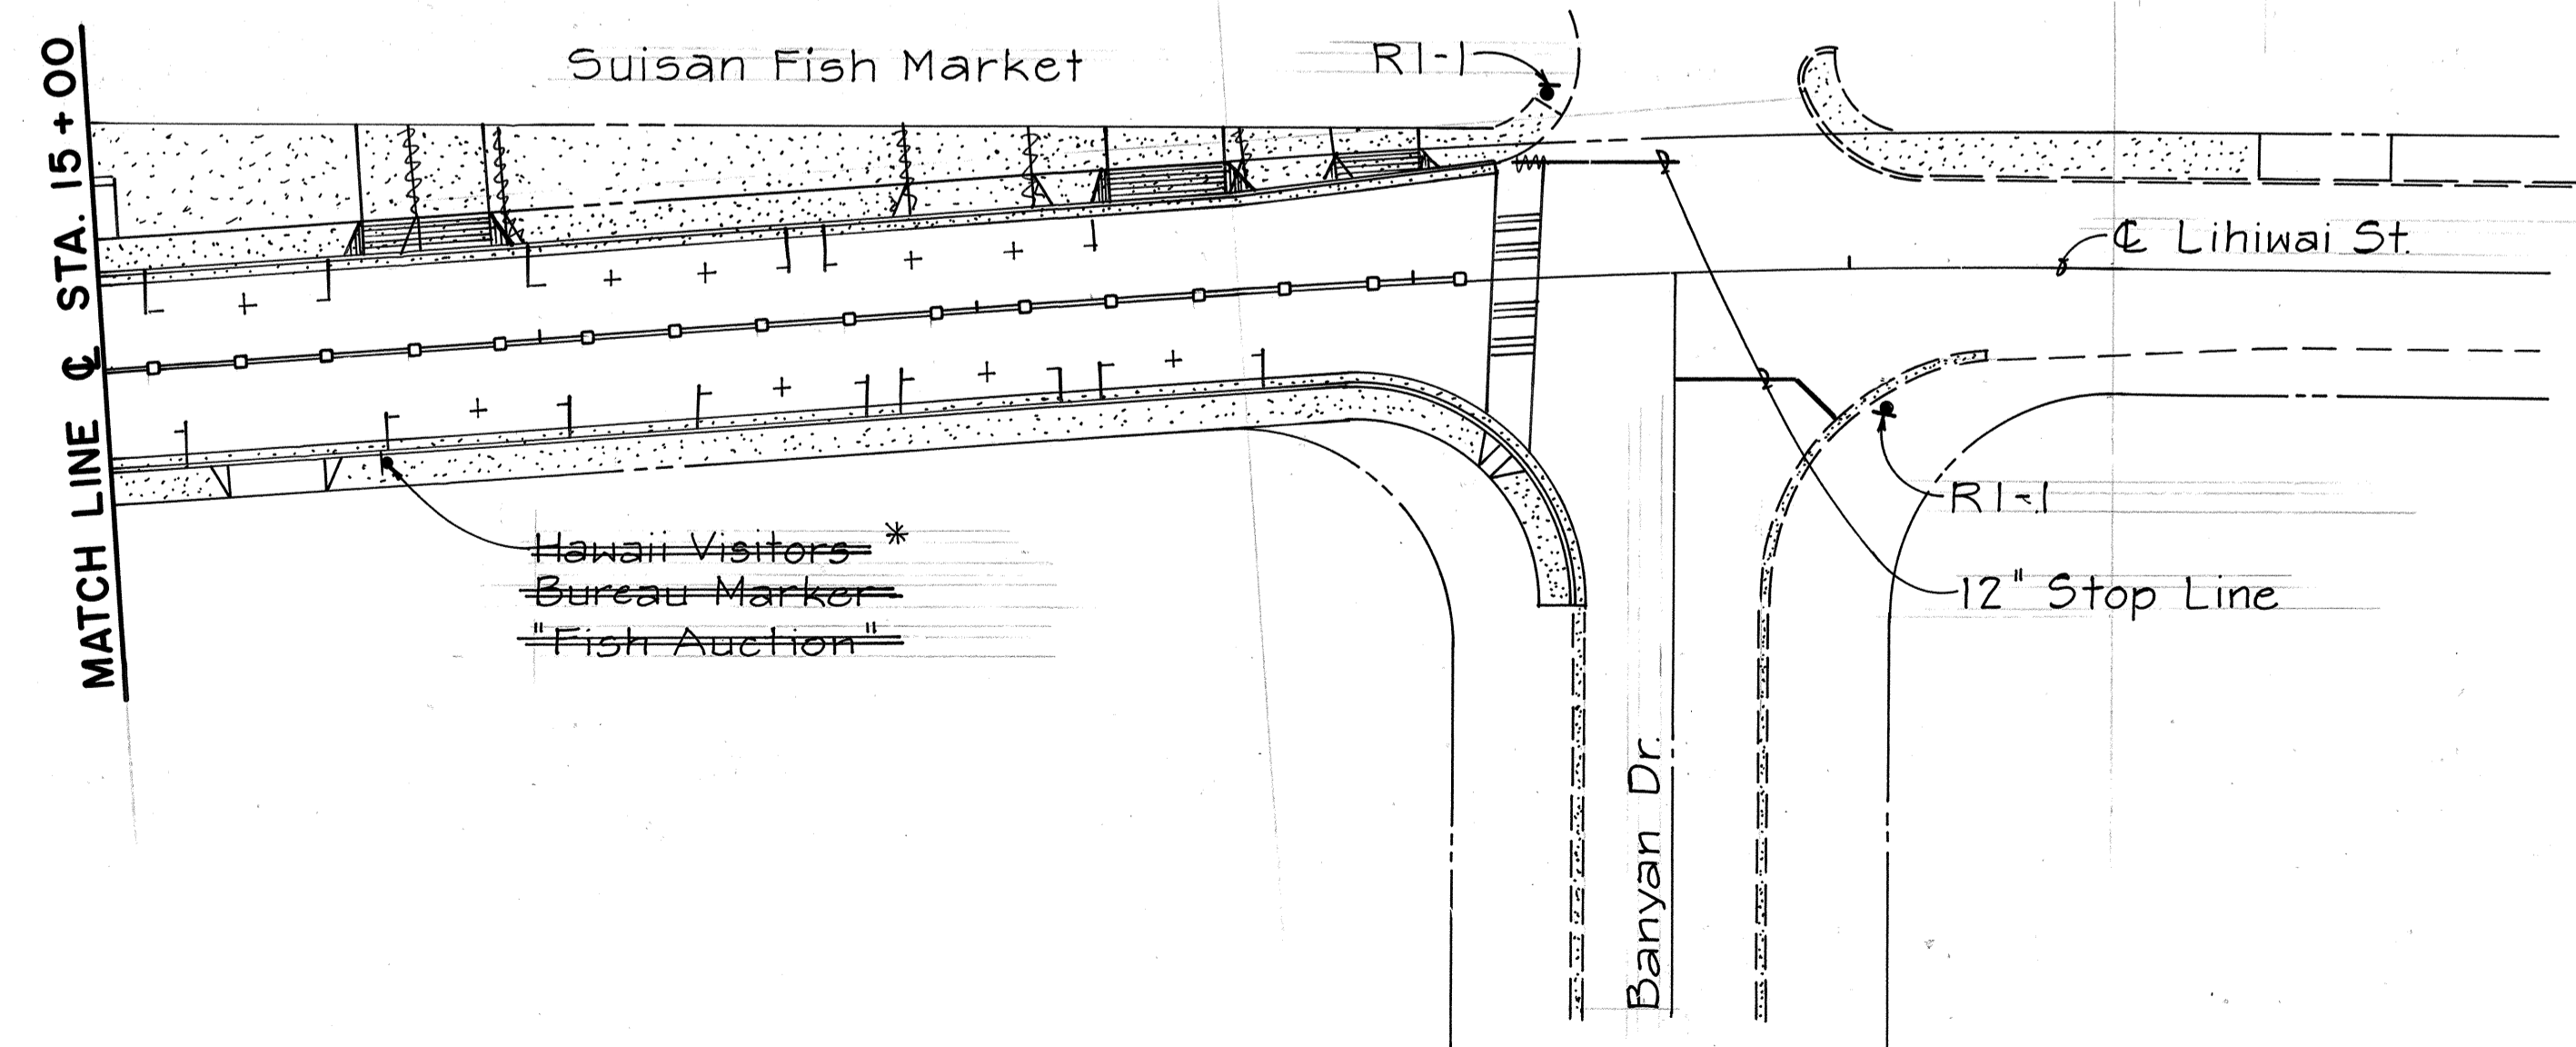 MATCH LINE ℄ STA. 15+00
Suisan Fish Market
R1-1
℄ Lihiwai St.
R1-1
12" Stop Line
Hawaii Visitors *
Bureau Marker
"Fish Auction"
Banyan Dr.